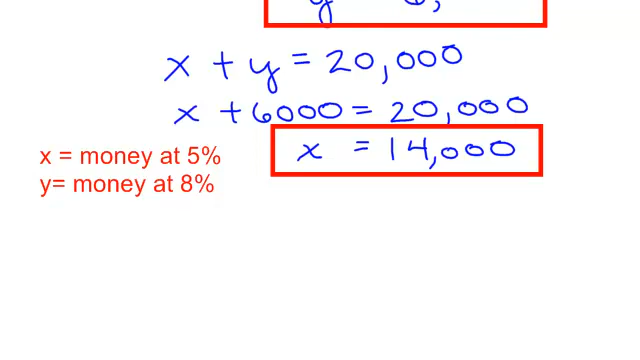 x + y = 20,000
x + 6000 = 20,000
x = 14,000
x = money at 5%
y= money at 8%